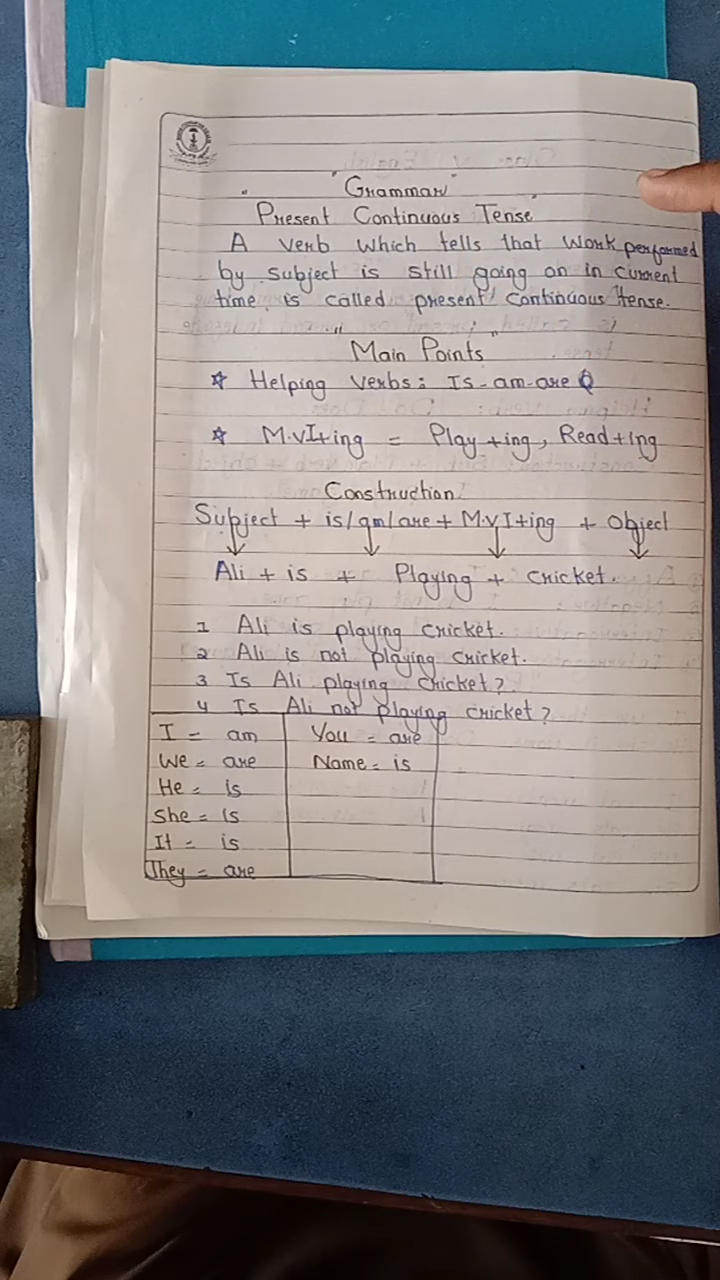 "Grammar"
"Present Continuous Tense"
A verb which tells that work performed
by subject is still going on in current
time is called present continuous tense.
"Main Points"
☆ Helping verbs: Is-am-are
☆ M.vI+ing = Play+ing, Read+ing
Construction
Subject + is/am/are + M.vI+ing + Object
↓ ↓ ↓ ↓
Ali + is + Playing + cricket.
1 Ali is playing cricket.
2 Ali is not playing cricket.
3 Is Ali playing cricket?
4 Is Ali not playing cricket?
I = am You = are
We = are Name = is
He = is
She = is
It = is
They = are